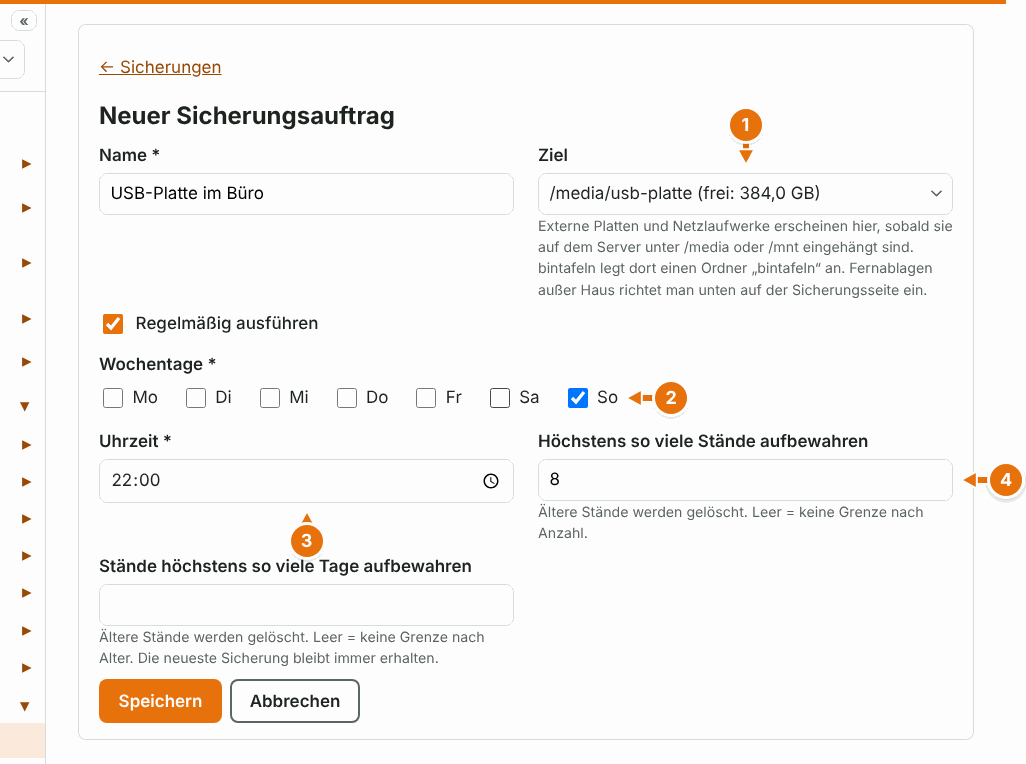 «
← Sicherungen
Neuer Sicherungsauftrag
1
Name *
Ziel
USB-Platte im Büro
/media/usb-platte (frei: 384,0 GB)
Externe Platten und Netzlaufwerke erscheinen hier, sobald sie
auf dem Server unter /media oder /mnt eingehängt sind.
bintafeln legt dort einen Ordner „bintafeln“ an. Fernablagen
außer Haus richtet man unten auf der Sicherungsseite ein.
Regelmäßig ausführen
Wochentage *
Mo Di Mi Do Fr Sa So 2
Uhrzeit *
Höchstens so viele Stände aufbewahren
22:00
8
4
Ältere Stände werden gelöscht. Leer = keine Grenze nach
Anzahl.
3
Stände höchstens so viele Tage aufbewahren
Ältere Stände werden gelöscht. Leer = keine Grenze nach
Alter. Die neueste Sicherung bleibt immer erhalten.
Speichern Abbrechen